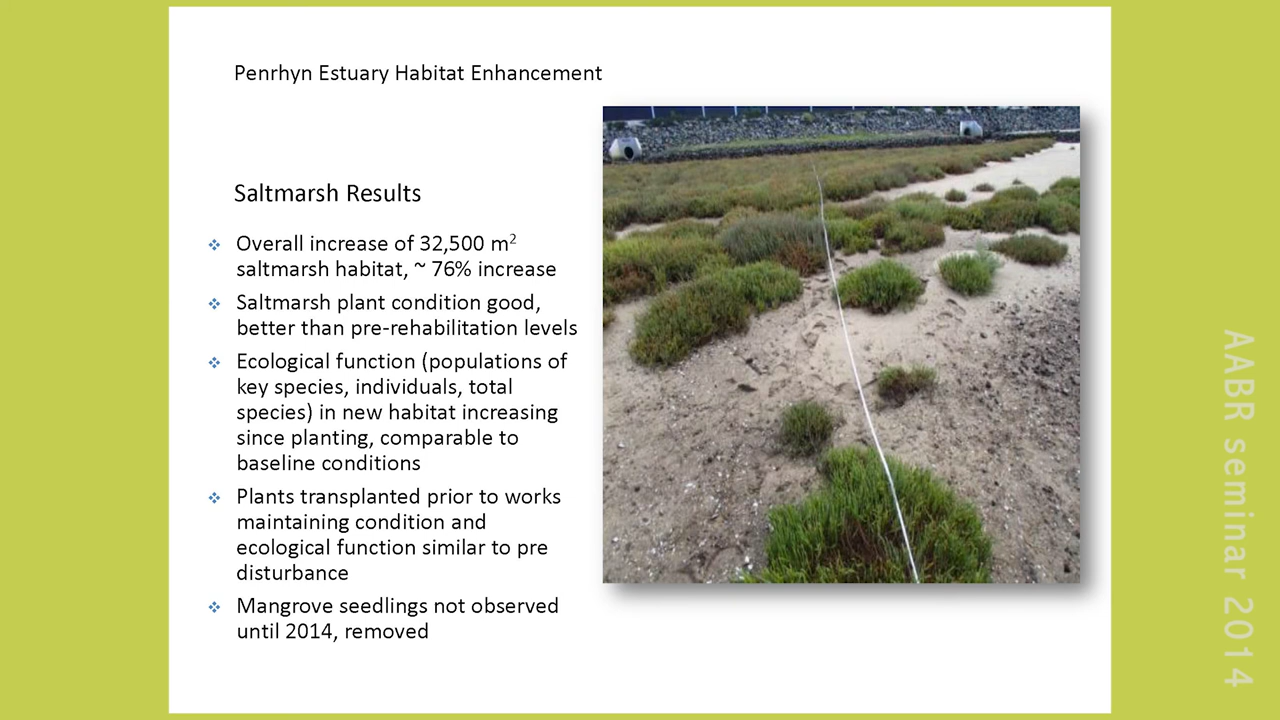 Penrhyn Estuary Habitat Enhancement
Saltmarsh Results
❖ Overall increase of 32,500 m²
saltmarsh habitat, ~ 76% increase
❖ Saltmarsh plant condition good,
better than pre-rehabilitation levels
❖ Ecological function (populations of
key species, individuals, total
species) in new habitat increasing
since planting, comparable to
baseline conditions
❖ Plants transplanted prior to works
maintaining condition and
ecological function similar to pre
disturbance
❖ Mangrove seedlings not observed
until 2014, removed
AABR seminar 2014